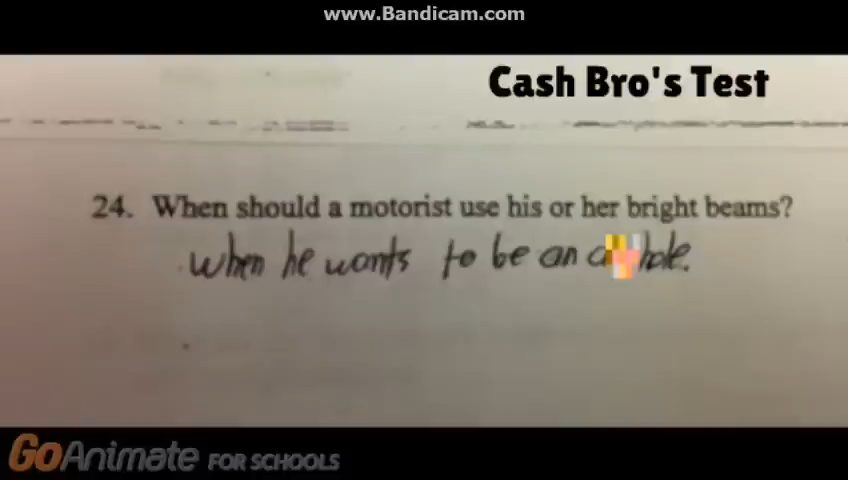 www.Bandicam.com
Cash Bro's Test
24. When should a motorist use his or her bright beams?
when he wants to be an a hole.
GoAnimate FOR SCHOOLS